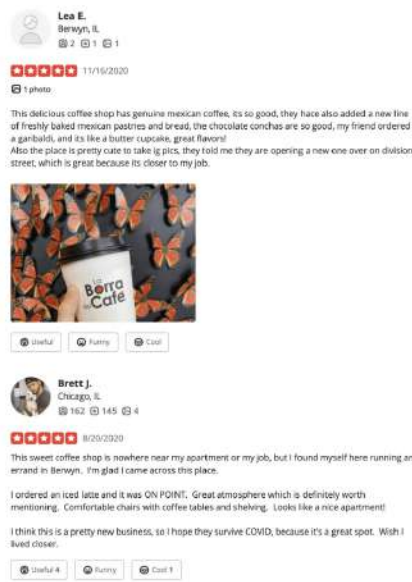 Lea E.
Berwyn, IL
2 1 1
11/16/2020
1 photo
This delicious coffee shop has genuine mexican coffee, its so good, they hace also added a new line
of freshly baked mexican pastries and bread, the chocolate conchas are so good, my friend ordered
a garibaldi, and its like a butter cupcake, great flavors!
Also the place is pretty cute to take ig pics, they told me they are opening a new one over on division
street, which is great because its closer to my job.
La
Borra
Café
Useful Funny Cool
Brett J.
Chicago, IL
162 145 4
8/20/2020
This sweet coffee shop is nowhere near my apartment or my job, but I found myself here running an
errand in Berwyn. I'm glad I came across this place.
I ordered an iced latte and it was ON POINT. Great atmosphere which is definitely worth
mentioning. Comfortable chairs with coffee tables and shelving. Looks like a nice apartment!
I think this is a pretty new business, so I hope they survive COVID, because it's a great spot. Wish I
lived closer.
Useful 4 Funny Cool 1